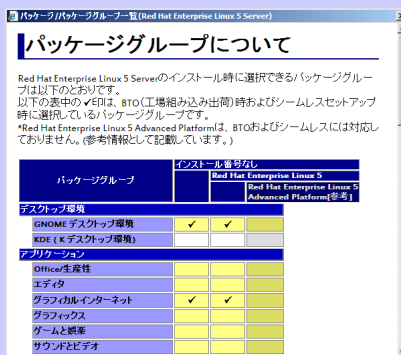 パッケージ/パッケージグループ一覧(Red Hat Enterprise Linux 5 Server)
パッケージグループについて
Red Hat Enterprise Linux 5 Serverのインストール時に選択できるパッケージグルー
プは以下のとおりです。
以下の表中の✔印は、BTO(工場組み込み出荷)時およびシームレスセットアップ
時に選択しているパッケージグループです。
*Red Hat Enterprise Linux 5 Advanced Platformは、BTOおよびシームレスには対応し
ておりません。(参考情報として記載しています。)
パッケージグループ
インストール番号なし
Red Hat Enterprise Linux 5
Red Hat Enterprise Linux 5
Advanced Platform[参考]
デスクトップ環境
GNOME デスクトップ環境 ✔ ✔
KDE ( K デスクトップ環境)
アプリケーション
Office/生産性
エディタ
グラフィカルインターネット ✔ ✔
グラフィックス
ゲームと娯楽
サウンドとビデオ